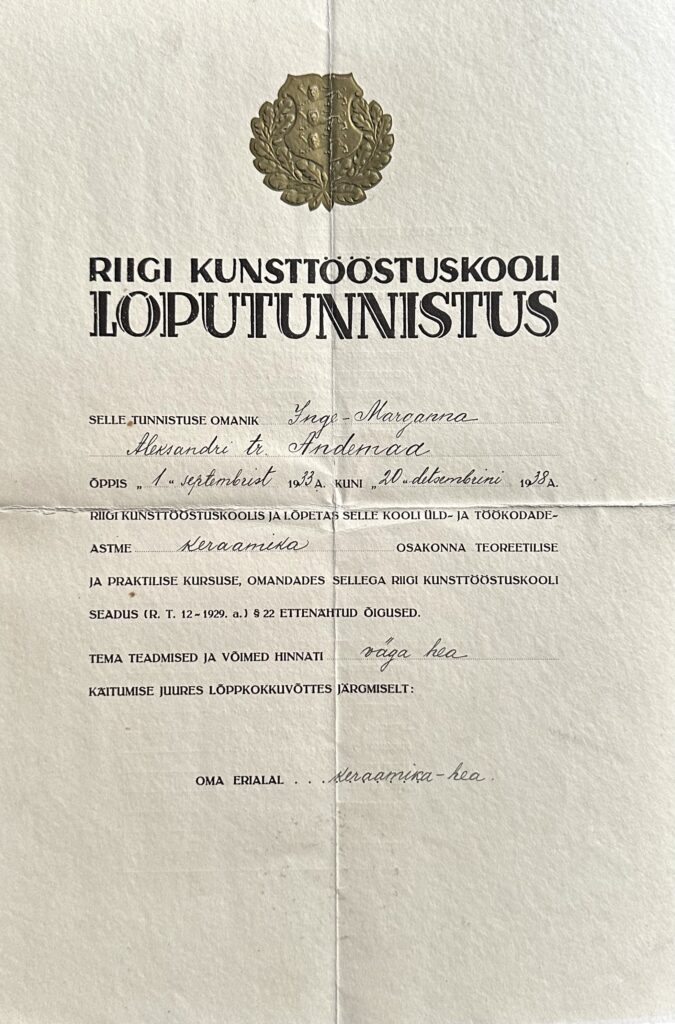 RIIGI KUNSTTÖÖSTUSKOOLI
LÕPUTUNNISTUS
SELLE TUNNISTUSE OMANIK Inge-Marganna
Aleksandri tr. Andemaa
ÕPPIS „ 1 " septembrist 1933 A. KUNI „ 20 " detsembrini 1938 A.
RIIGI KUNSTTÖÖSTUSKOOLIS JA LÕPETAS SELLE KOOLI ÜLD- JA TÖÖKODADE-
ASTME keraamika OSAKONNA TEOREETILISE
JA PRAKTILISE KURSUSE, OMANDADES SELLEGA RIIGI KUNSTTÖÖSTUSKOOLI
SEADUS (R. T. 12-1929. a.) § 22 ETTENÄHTUD ÕIGUSED.
TEMA TEADMISED JA VÕIMED HINNATI väga hea
KÄITUMISE JUURES LÕPPKOKKUVÕTTES JÄRGMISELT:
OMA ERIALAL . . . keraamika-hea.